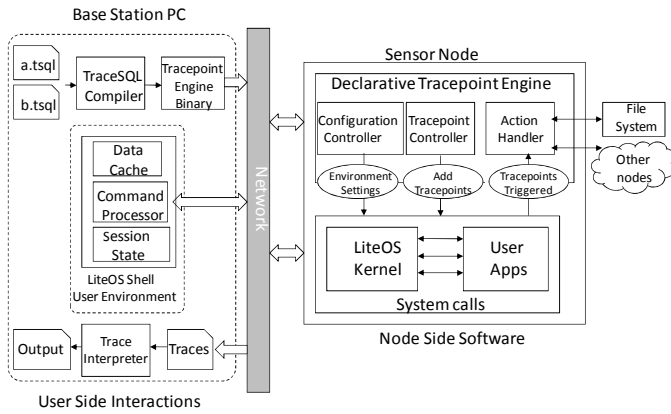 Base Station PC
a.tsql
b.tsql
TraceSQL
Compiler
Tracepoint
Engine
Binary
Data
Cache
Command
Processor
Session
State
LiteOS Shell
User Environment
Output
Trace
Interpreter
Traces
User Side Interactions
Network
Sensor Node
Declarative Tracepoint Engine
Configuration
Controller
Tracepoint
Controller
Action
Handler
File
System
Other
nodes
Environment
Settings
Add
Tracepoints
Tracepoints
Triggered
LiteOS
Kernel
User
Apps
System calls
Node Side Software